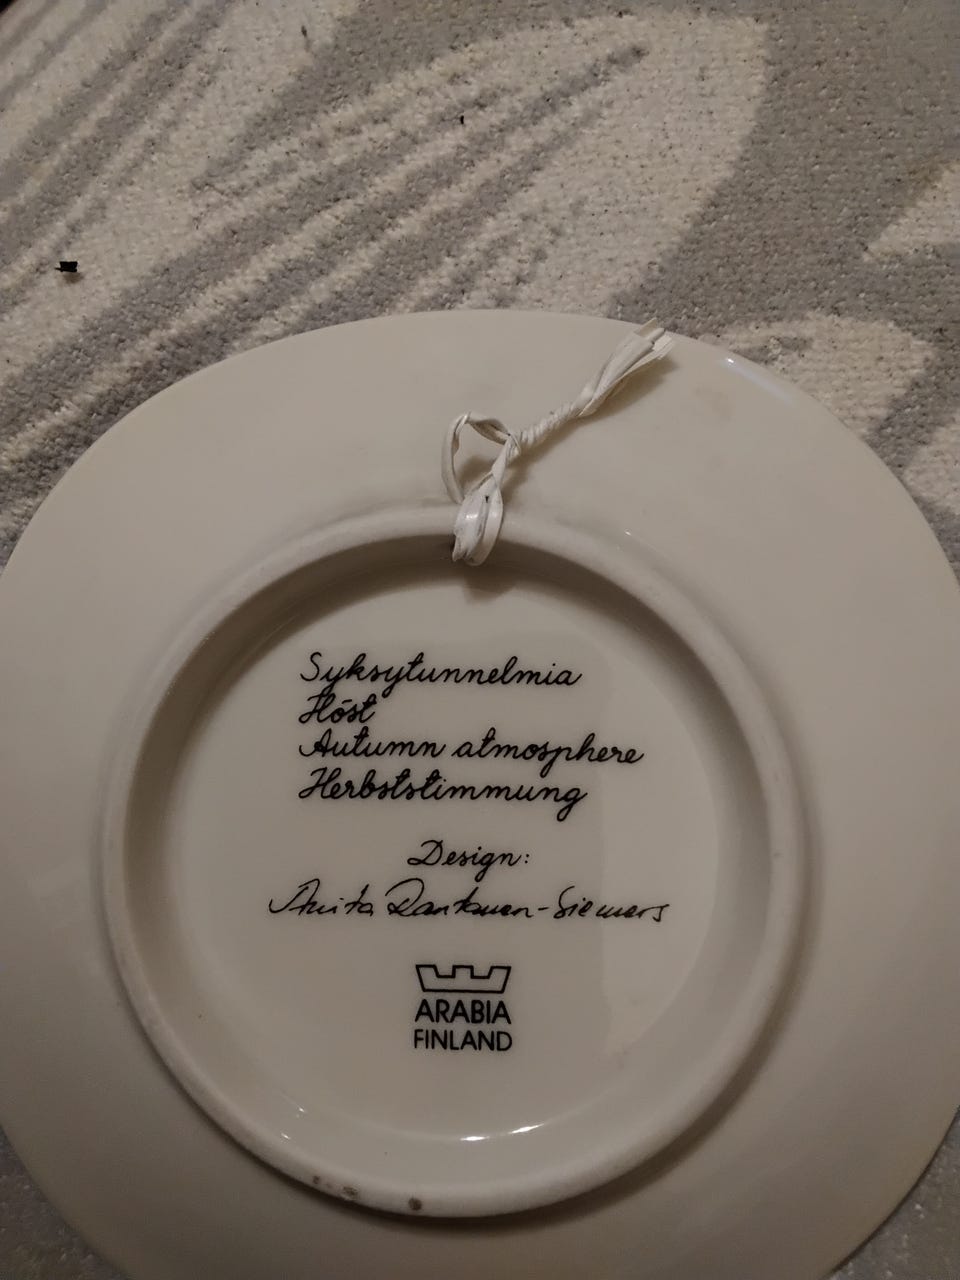 Syksytunnelmia
Höst
Autumn atmosphere
Herbststimmung
Design:
Anita Rantanen-Siemers
ARABIA
FINLAND